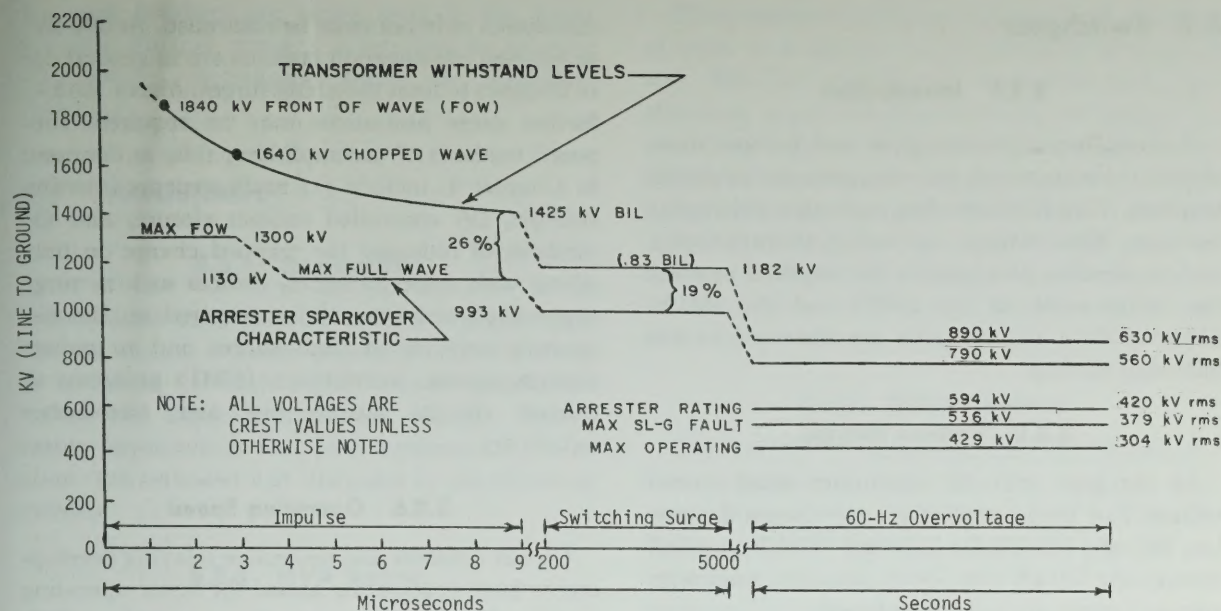 2200
2000
1800
1600
1400
1200
1000
800
600
400
200
0
KV (LINE TO GROUND)
TRANSFORMER WITHSTAND LEVELS
1840 kV FRONT OF WAVE (FOW)
1640 kV CHOPPED WAVE
1425 kV BIL
MAX FOW
1300 kV
26%
(.83 BIL)
1182 kV
1130 kV
MAX FULL WAVE
19%
993 kV
ARRESTER SPARKOVER
CHARACTERISTIC
890 kV
630 kV rms
790 kV
560 kV rms
NOTE: ALL VOLTAGES ARE
CREST VALUES UNLESS
OTHERWISE NOTED
ARRESTER RATING
594 kV
420 kV rms
MAX SL-G FAULT
536 kV
379 kV rms
MAX OPERATING
429 kV
304 kV rms
Impulse
Switching Surge
60-Hz Overvoltage
0 1 2 3 4 5 6 7 8 9 200 5000
Microseconds
Seconds